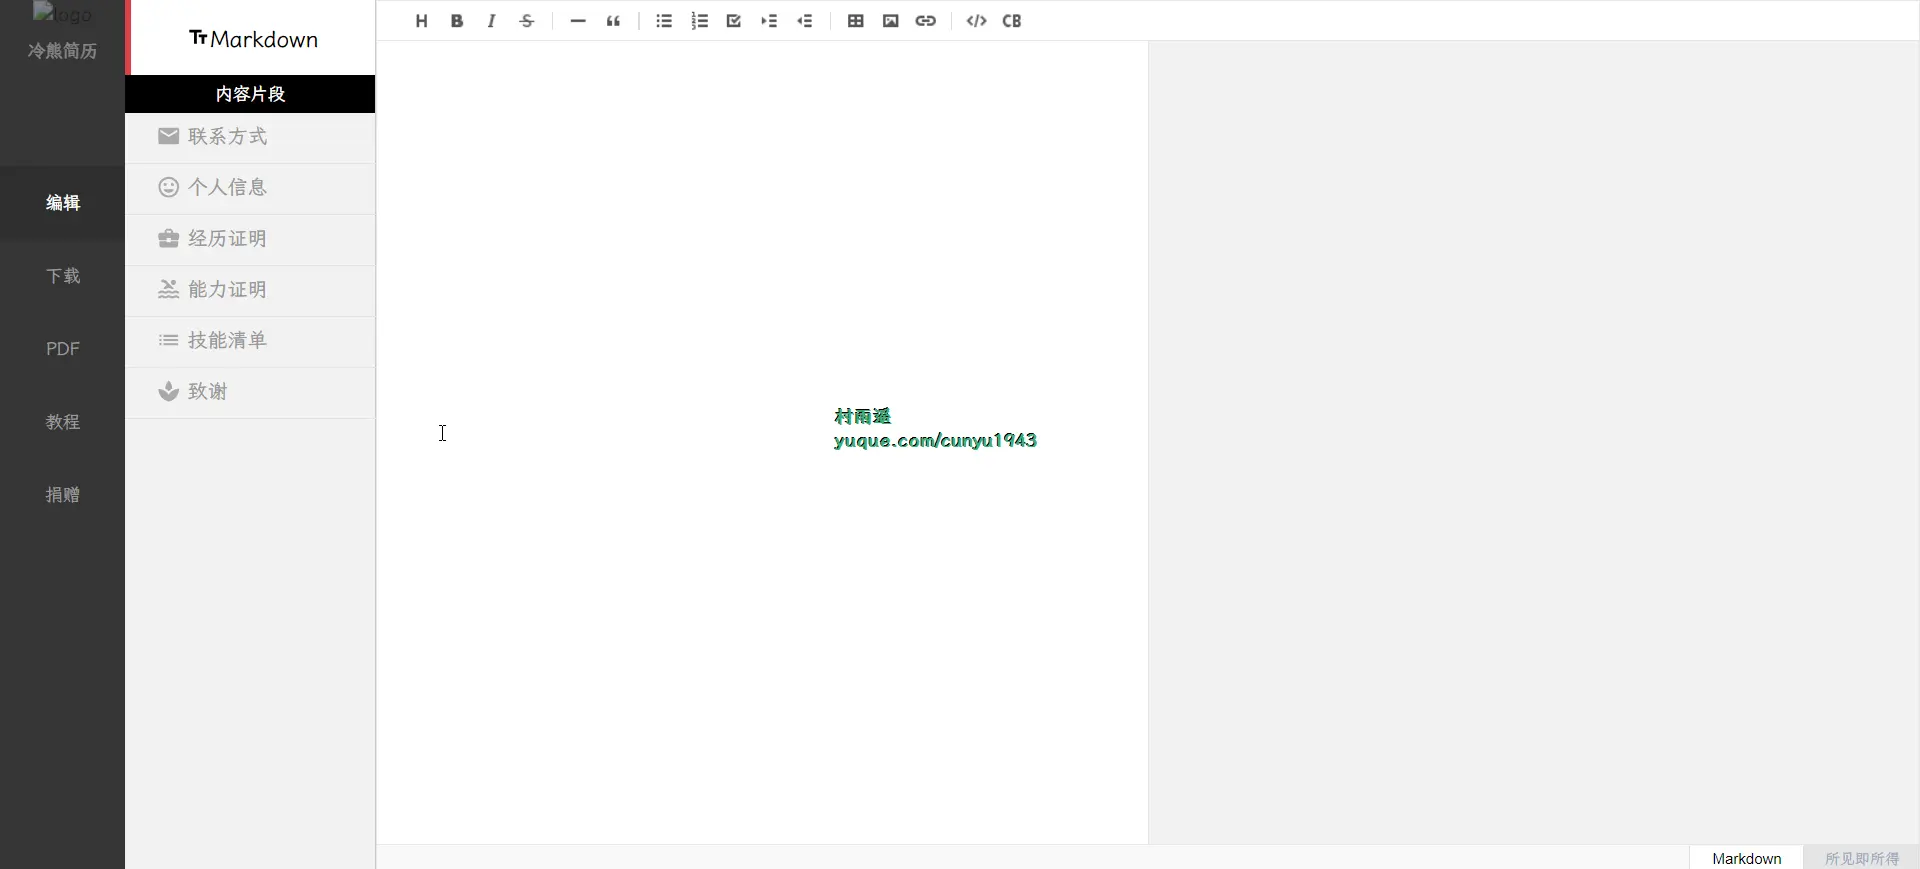 logo
冷熊简历
编辑
下载
PDF
教程
捐赠
Markdown
内容片段
联系方式
个人信息
经历证明
能力证明
技能清单
致谢
H B I S
CB
村雨遥
yuque.com/cunyu1943
Markdown
所见即所得